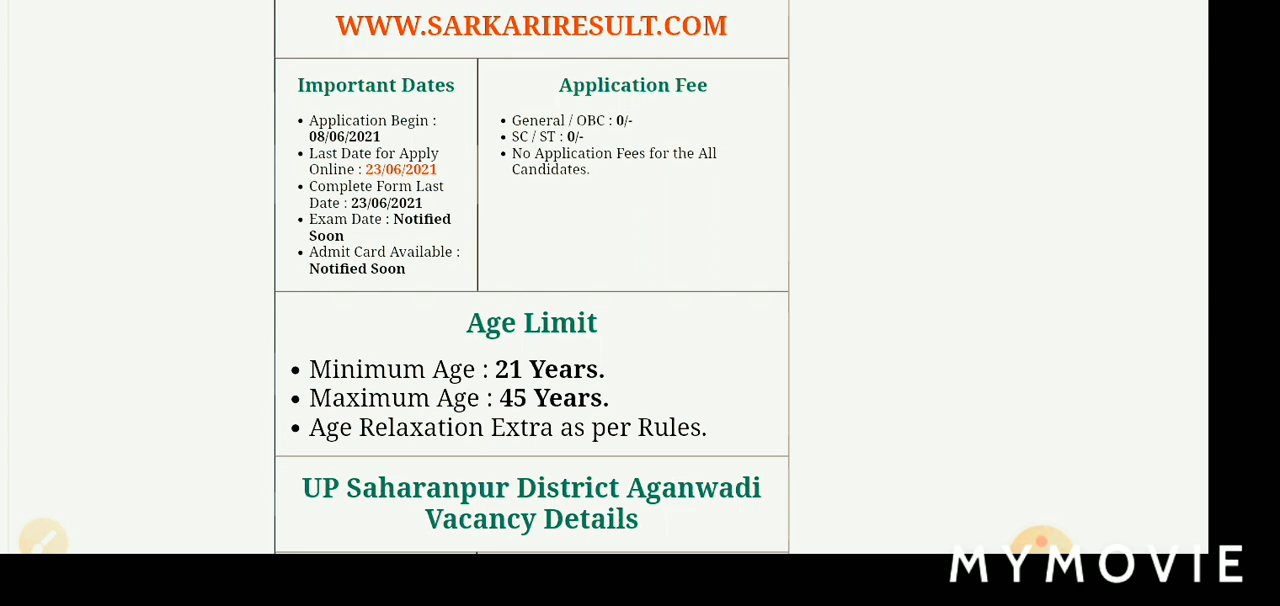 WWW.SARKARIRESULT.COM
Important Dates
• Application Begin :
08/06/2021
• Last Date for Apply
Online : 23/06/2021
• Complete Form Last
Date : 23/06/2021
• Exam Date : Notified
Soon
• Admit Card Available :
Notified Soon
Application Fee
• General / OBC : 0/-
• SC / ST : 0/-
• No Application Fees for the All
Candidates.
Age Limit
• Minimum Age : 21 Years.
• Maximum Age : 45 Years.
• Age Relaxation Extra as per Rules.
UP Saharanpur District Aganwadi
Vacancy Details
MYMOVIE